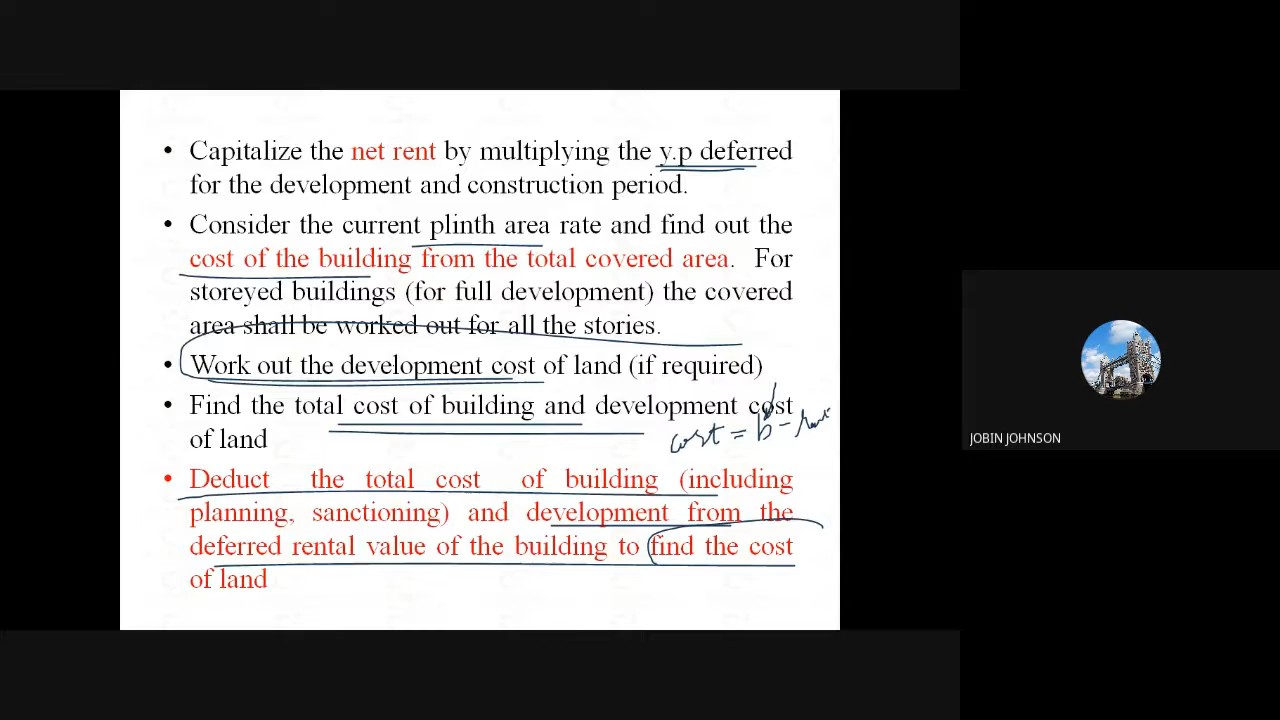 • Capitalize the net rent by multiplying the y.p deferred
for the development and construction period.
• Consider the current plinth area rate and find out the
cost of the building from the total covered area. For
storeyed buildings (for full development) the covered
area shall be worked out for all the stories.
• Work out the development cost of land (if required)
• Find the total cost of building and development cost
of land
cost = b -
• Deduct the total cost of building (including
planning, sanctioning) and development from the
deferred rental value of the building to find the cost
of land
JOBIN JOHNSON